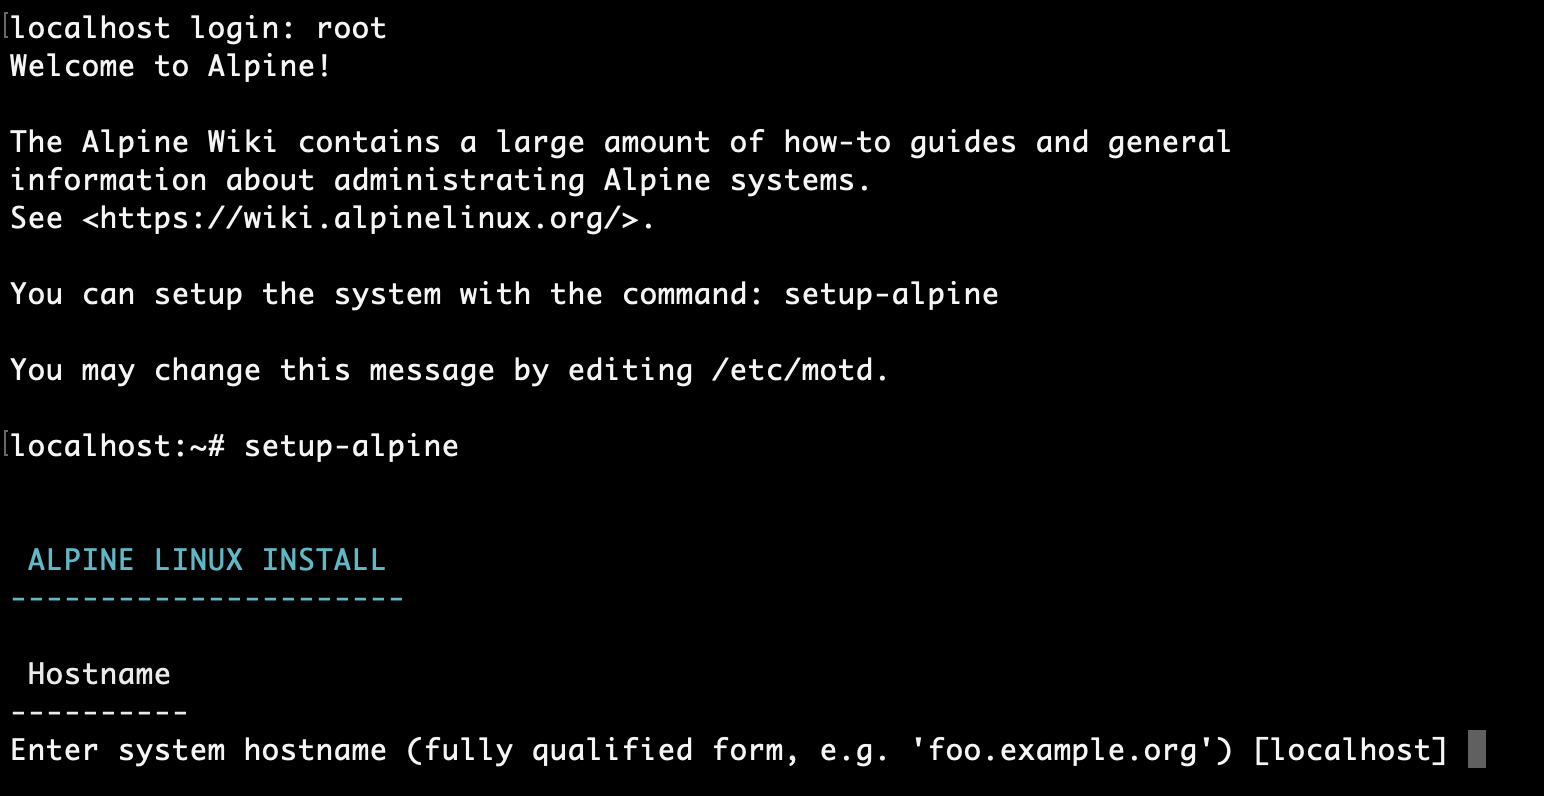 localhost login: root
Welcome to Alpine!
The Alpine Wiki contains a large amount of how-to guides and general
information about administrating Alpine systems.
See <https://wiki.alpinelinux.org/>.
You can setup the system with the command: setup-alpine
You may change this message by editing /etc/motd.
localhost:~# setup-alpine
ALPINE LINUX INSTALL
----------------------
Hostname
----------
Enter system hostname (fully qualified form, e.g. 'foo.example.org') [localhost]